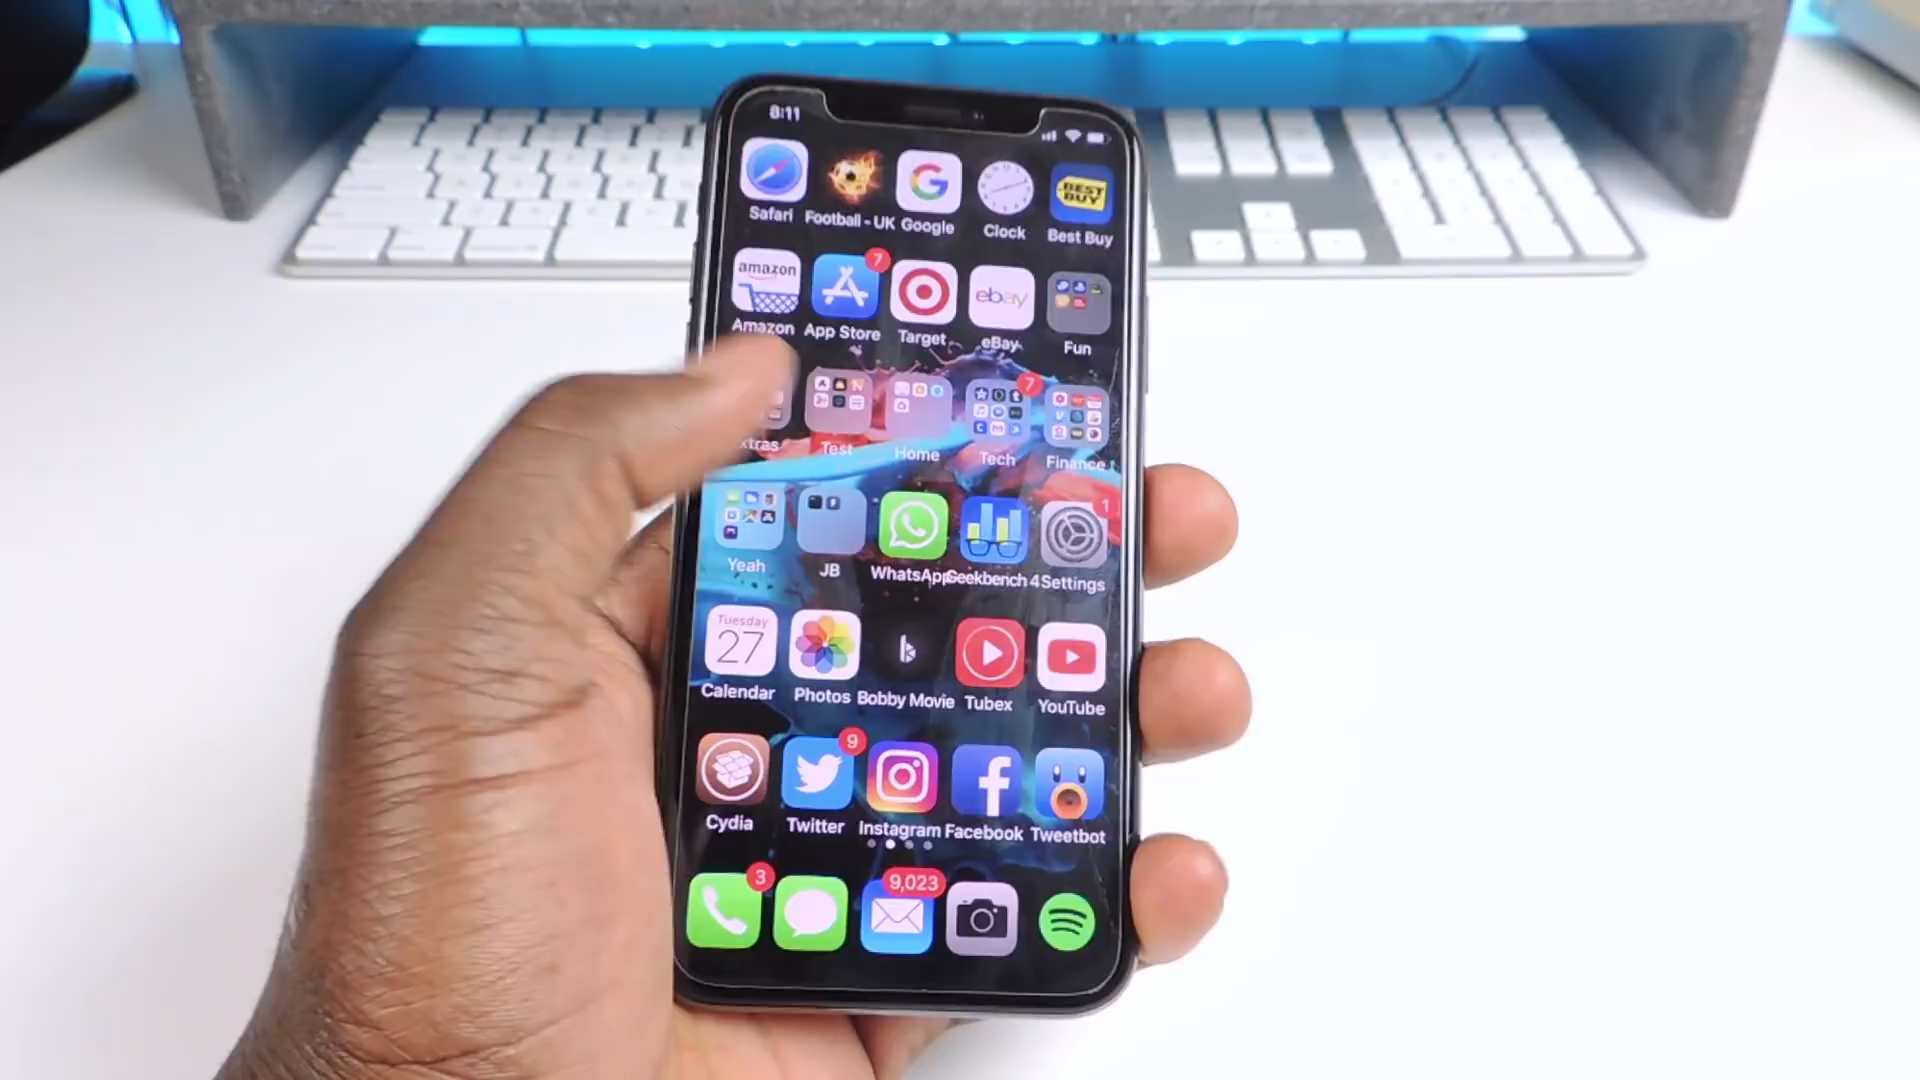 8:11
Safari Football - UK Google Clock Best Buy
BEST BUY
amazon 7 ebay
Amazon App Store Target eBay Fun
7
xtras Test Home Tech Finance
1
Yeah JB WhatsApp Geekbench 4 Settings
Tuesday
27
Calendar Photos Bobby Movie Tubex YouTube
9
Cydia Twitter Instagram Facebook Tweetbot
3 9,023